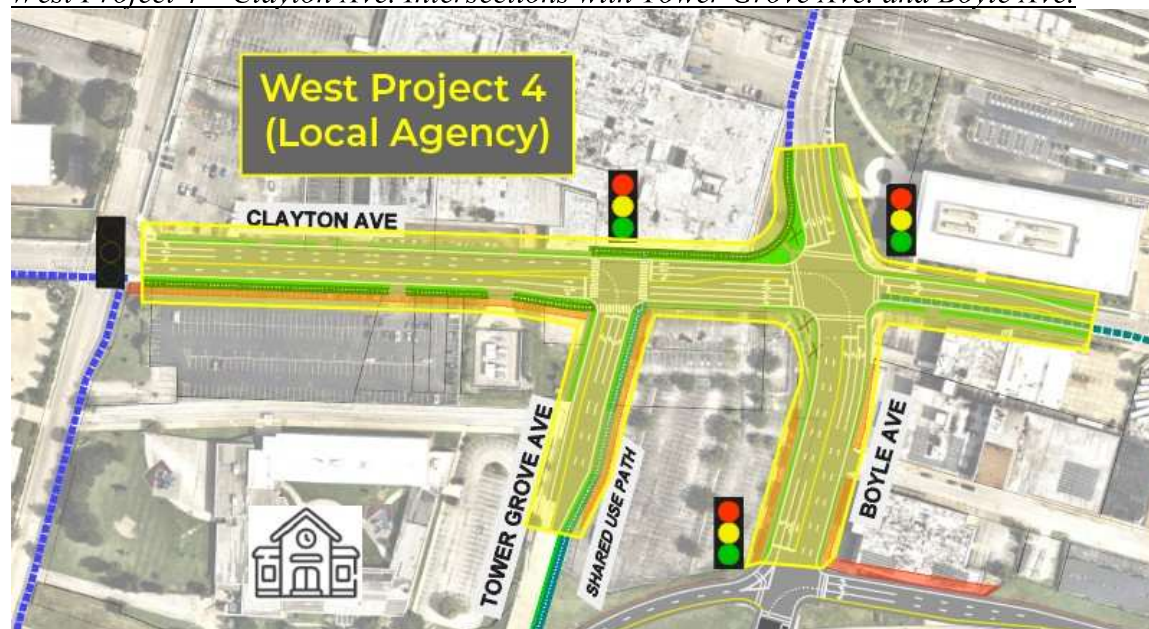 West Project 4 – Clayton Ave. Intersections with Tower Grove Ave. and Boyle Ave.
West Project 4
(Local Agency)
CLAYTON AVE
TOWER GROVE AVE
SHARED USE PATH
BOYLE AVE